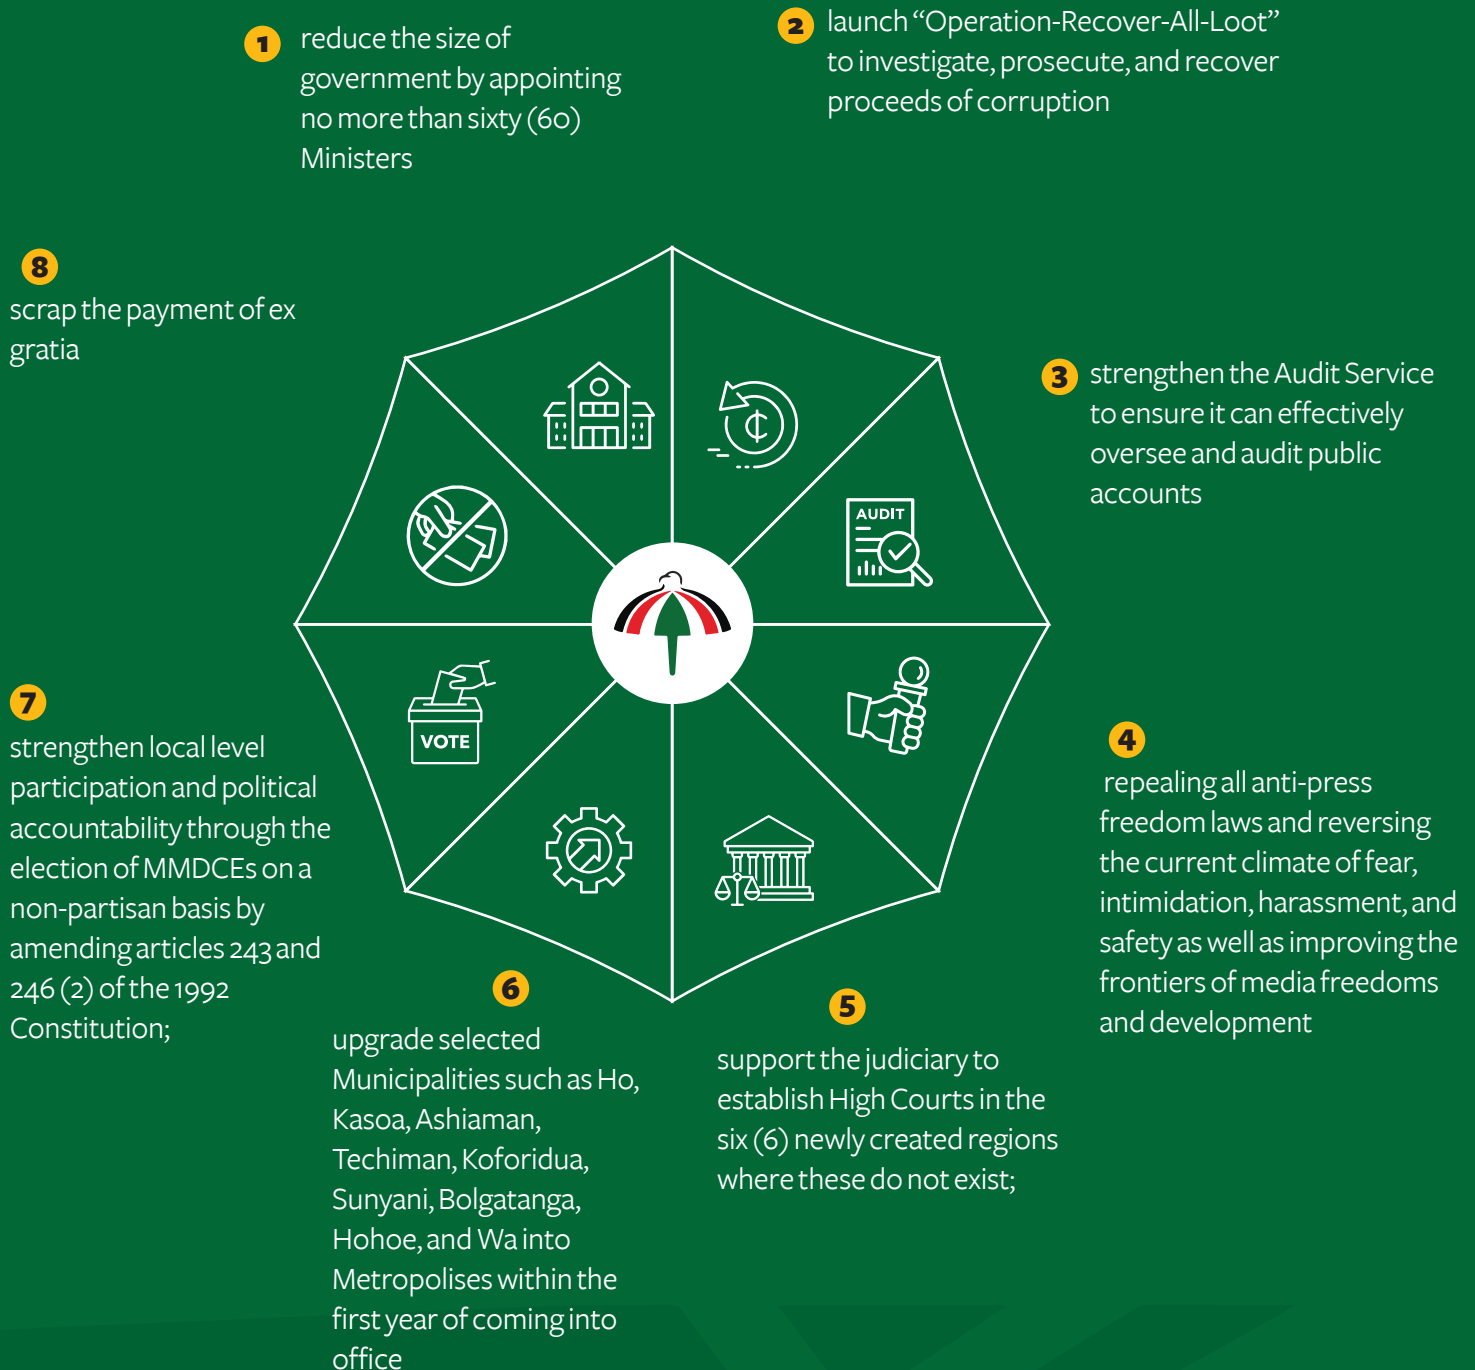 1
reduce the size of
government by appointing
no more than sixty (60)
Ministers
2
launch “Operation-Recover-All-Loot”
to investigate, prosecute, and recover
proceeds of corruption
3
strengthen the Audit Service
to ensure it can effectively
oversee and audit public
accounts
4
repealing all anti-press
freedom laws and reversing
the current climate of fear,
intimidation, harassment, and
safety as well as improving the
frontiers of media freedoms
and development
5
support the judiciary to
establish High Courts in the
six (6) newly created regions
where these do not exist;
6
upgrade selected
Municipalities such as Ho,
Kasoa, Ashiaman,
Techiman, Koforidua,
Sunyani, Bolgatanga,
Hohoe, and Wa into
Metropolises within the
first year of coming into
office
7
strengthen local level
participation and political
accountability through the
election of MMDCEs on a
non-partisan basis by
amending articles 243 and
246 (2) of the 1992
Constitution;
8
scrap the payment of ex
gratia
₵
AUDIT
VOTE